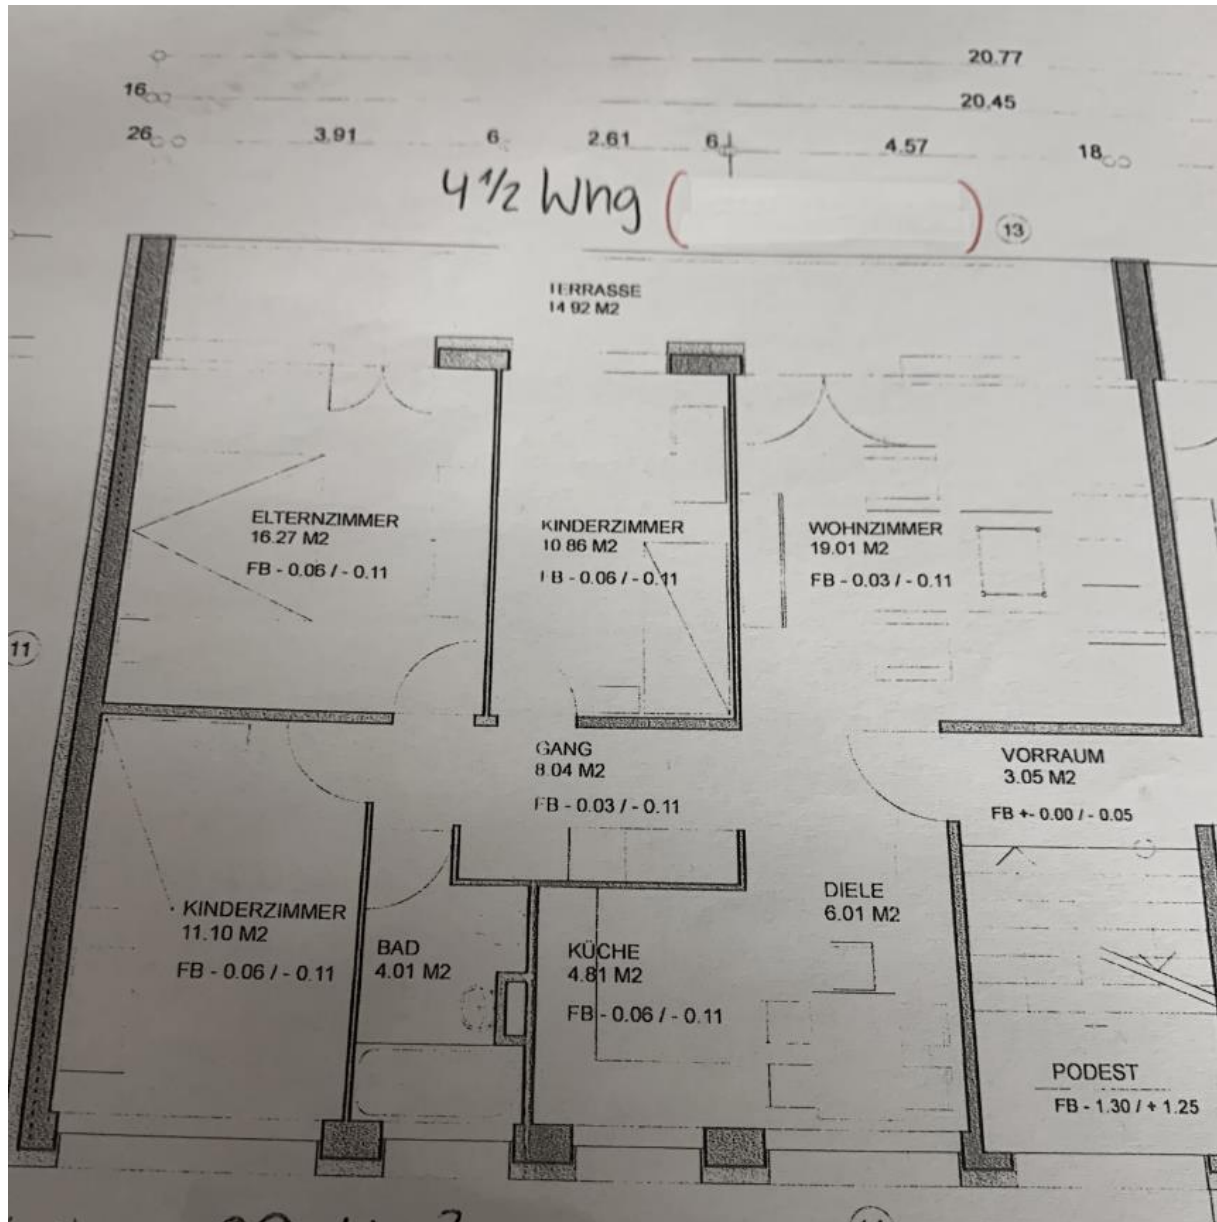 20.77
16
20.45
26 3.91 6 2.61 6 4.57 18
4 1/2 Whg ( )
13
TERRASSE
14.92 M2
ELTERNZIMMER
16.27 M2
FB - 0.06 / - 0.11
KINDERZIMMER
10.86 M2
FB - 0.06 / - 0.11
WOHNZIMMER
19.01 M2
FB - 0.03 / - 0.11
11
GANG
8.04 M2
FB - 0.03 / - 0.11
VORRAUM
3.05 M2
FB +- 0.00 / - 0.05
KINDERZIMMER
11.10 M2
FB - 0.06 / - 0.11
BAD
4.01 M2
KÜCHE
4.81 M2
FB - 0.06 / - 0.11
DIELE
6.01 M2
PODEST
FB - 1.30 / + 1.25